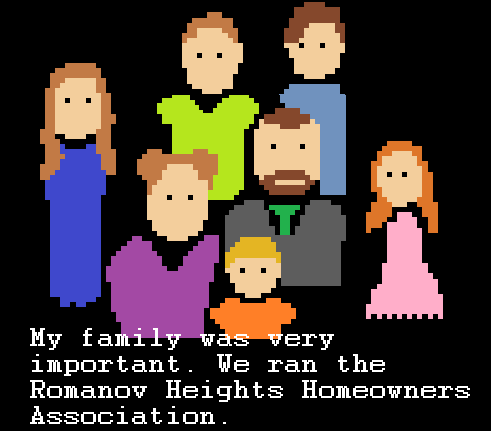 My family was very
important. We ran the
Romanov Heights Homeowners
Association.